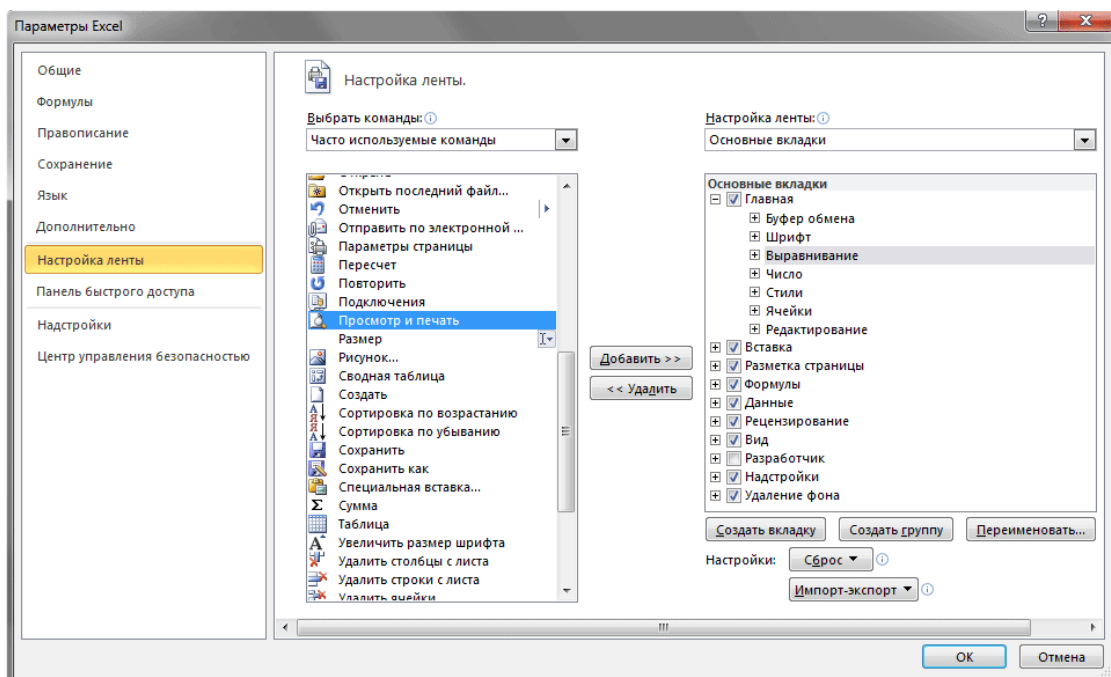 Параметры Excel
Общие
Формулы
Правописание
Сохранение
Язык
Дополнительно
Настройка ленты
Панель быстрого доступа
Надстройки
Центр управления безопасностью
Настройка ленты.
Выбрать команды:
Часто используемые команды
Открыть последний файл...
Отменить
Отправить по электронной ...
Параметры страницы
Пересчет
Повторить
Подключения
Просмотр и печать
Размер
Рисунок...
Сводная таблица
Создать
Сортировка по возрастанию
Сортировка по убыванию
Сохранить
Сохранить как
Специальная вставка...
Σ Сумма
Таблица
Увеличить размер шрифта
Удалить столбцы с листа
Удалить строки с листа
Удалить ячейки
Добавить >>
<< Удалить
Настройка ленты:
Основные вкладки
Основные вкладки
Главная
Буфер обмена
Шрифт
Выравнивание
Число
Стили
Ячейки
Редактирование
Вставка
Разметка страницы
Формулы
Данные
Рецензирование
Вид
Разработчик
Надстройки
Удаление фона
Создать вкладку Создать группу Переименовать...
Настройки: Сброс
Импорт-экспорт
ОК Отмена